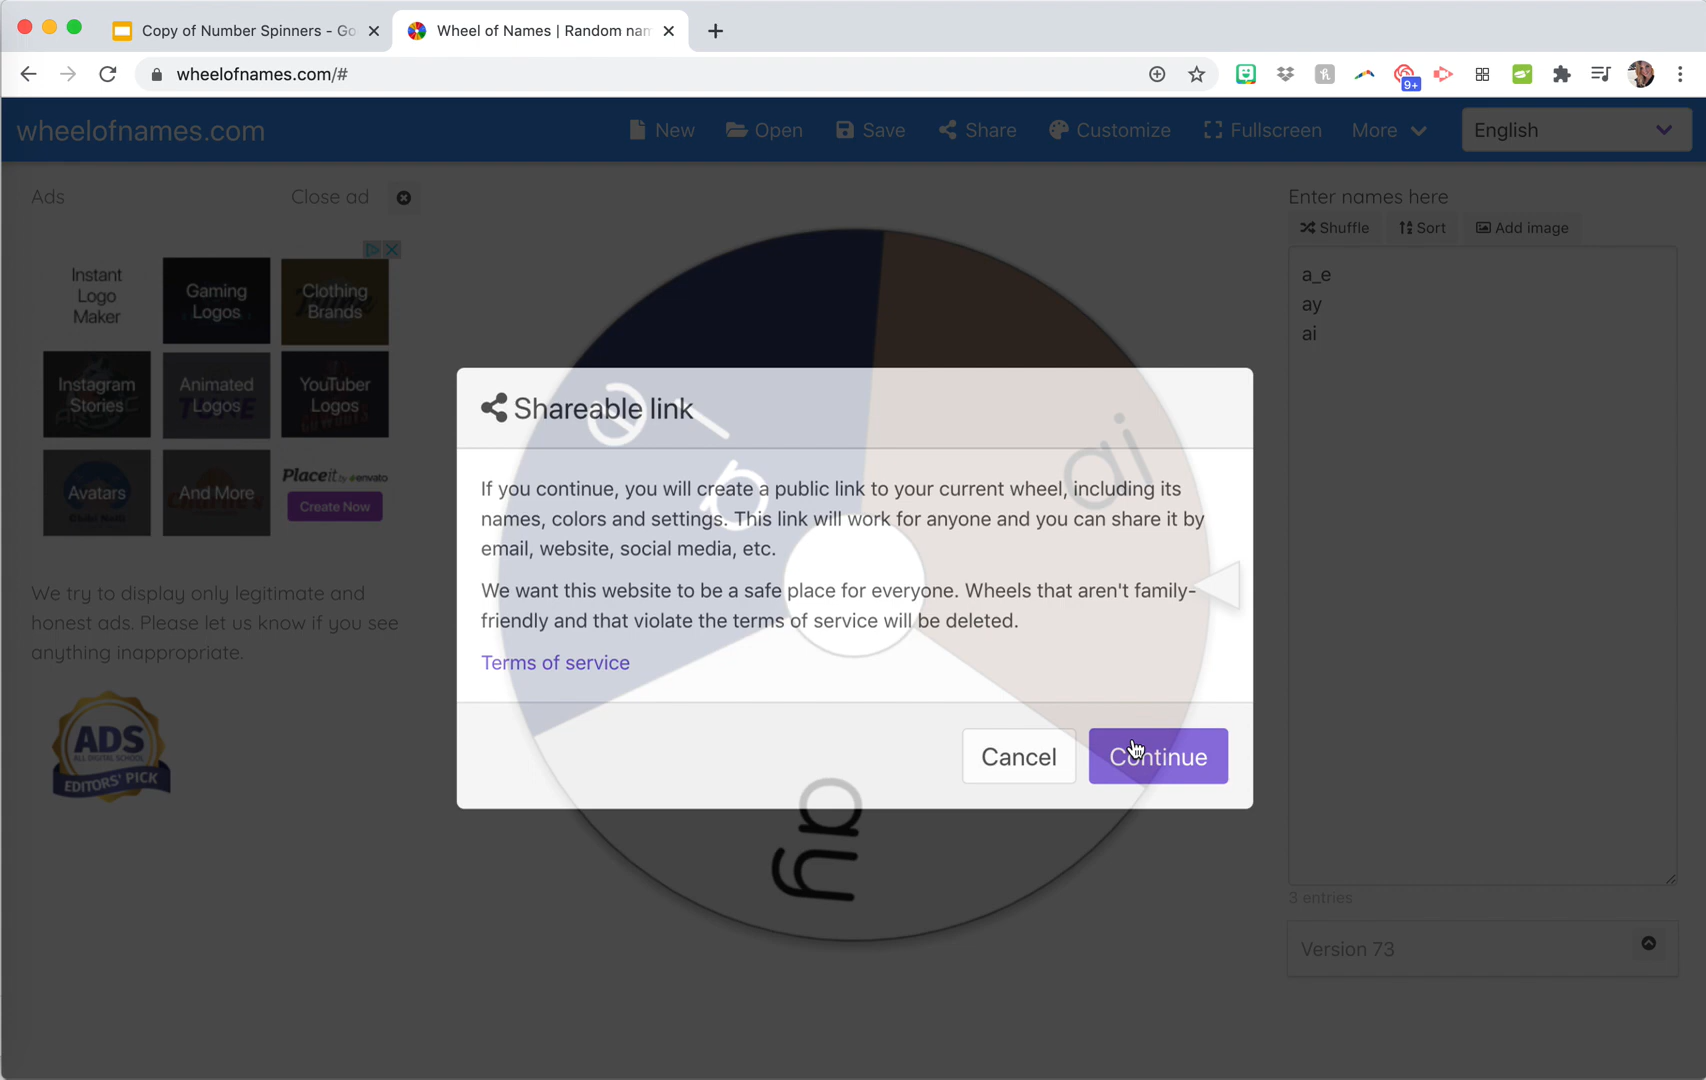 Copy of Number Spinners - Go
Wheel of Names | Random nam
wheelofnames.com/#
9+
wheelofnames.com
New
Open
Save
Share
Customize
Fullscreen
More
English
Ads
Close ad
Enter names here
Shuffle
Sort
Add image
Instant
Logo
Maker
Gaming
Logos
Clothing
Brands
Instagram
Stories
Animated
Logos
YouTuber
Logos
Avatars
And More
Placeit by envato
Create Now
We try to display only legitimate and
honest ads. Please let us know if you see
anything inappropriate.
ADS
ALL DIGITAL SCHOOL
EDITORS' PICK
a_e
ai
ay
Shareable link
If you continue, you will create a public link to your current wheel, including its
names, colors and settings. This link will work for anyone and you can share it by
email, website, social media, etc.
We want this website to be a safe place for everyone. Wheels that aren't family-
friendly and that violate the terms of service will be deleted.
Terms of service
Cancel
Continue
a_e
ay
ai
3 entries
Version 73